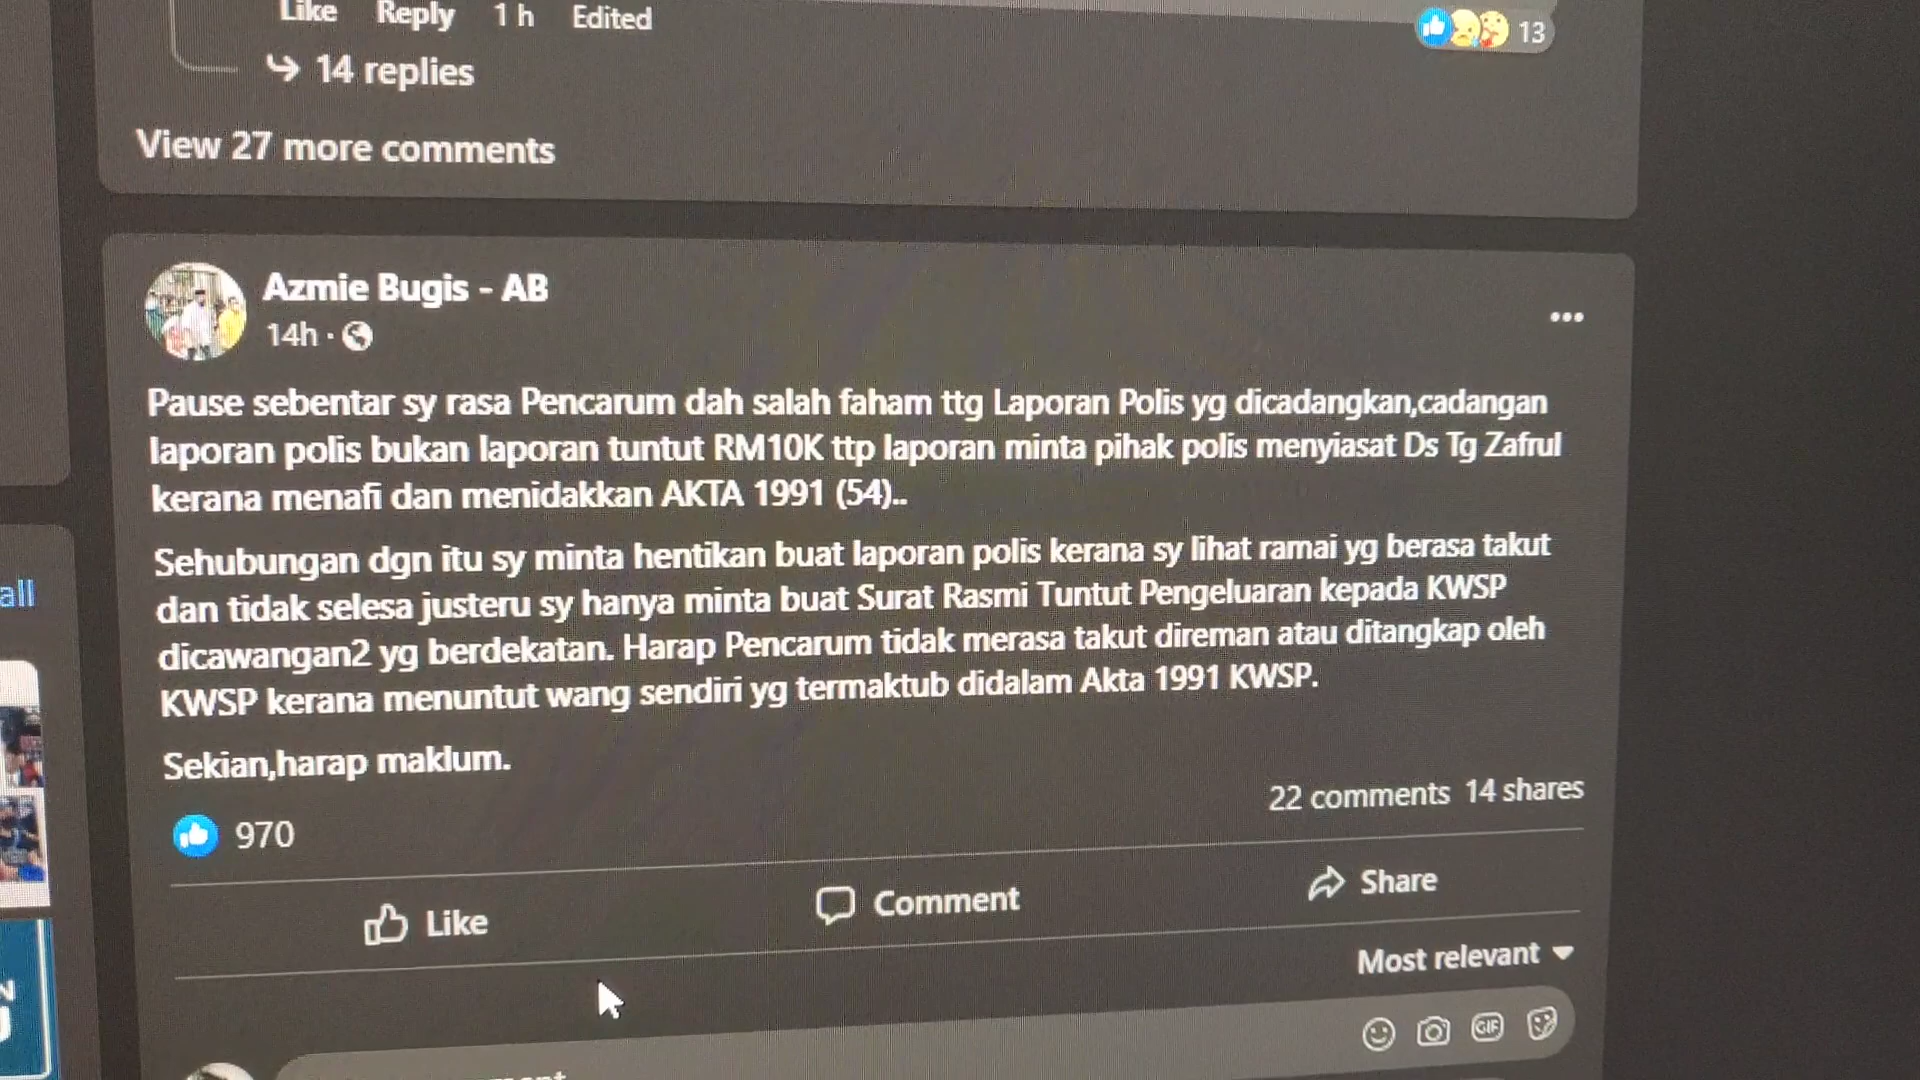 Like Reply 1 h Edited
13
14 replies
View 27 more comments
Azmie Bugis - AB
14h ·
Pause sebentar sy rasa Pencarum dah salah faham ttg Laporan Polis yg dicadangkan,cadangan
laporan polis bukan laporan tuntut RM10K ttp laporan minta pihak polis menyiasat Ds Tg Zafrul
kerana menafi dan menidakkan AKTA 1991 (54)..
Sehubungan dgn itu sy minta hentikan buat laporan polis kerana sy lihat ramai yg berasa takut
dan tidak selesa justeru sy hanya minta buat Surat Rasmi Tuntut Pengeluaran kepada KWSP
dicawangan2 yg berdekatan. Harap Pencarum tidak merasa takut direman atau ditangkap oleh
KWSP kerana menuntut wang sendiri yg termaktub didalam Akta 1991 KWSP.
Sekian,harap maklum.
970
22 comments 14 shares
Like Comment Share
Most relevant
GIF
all